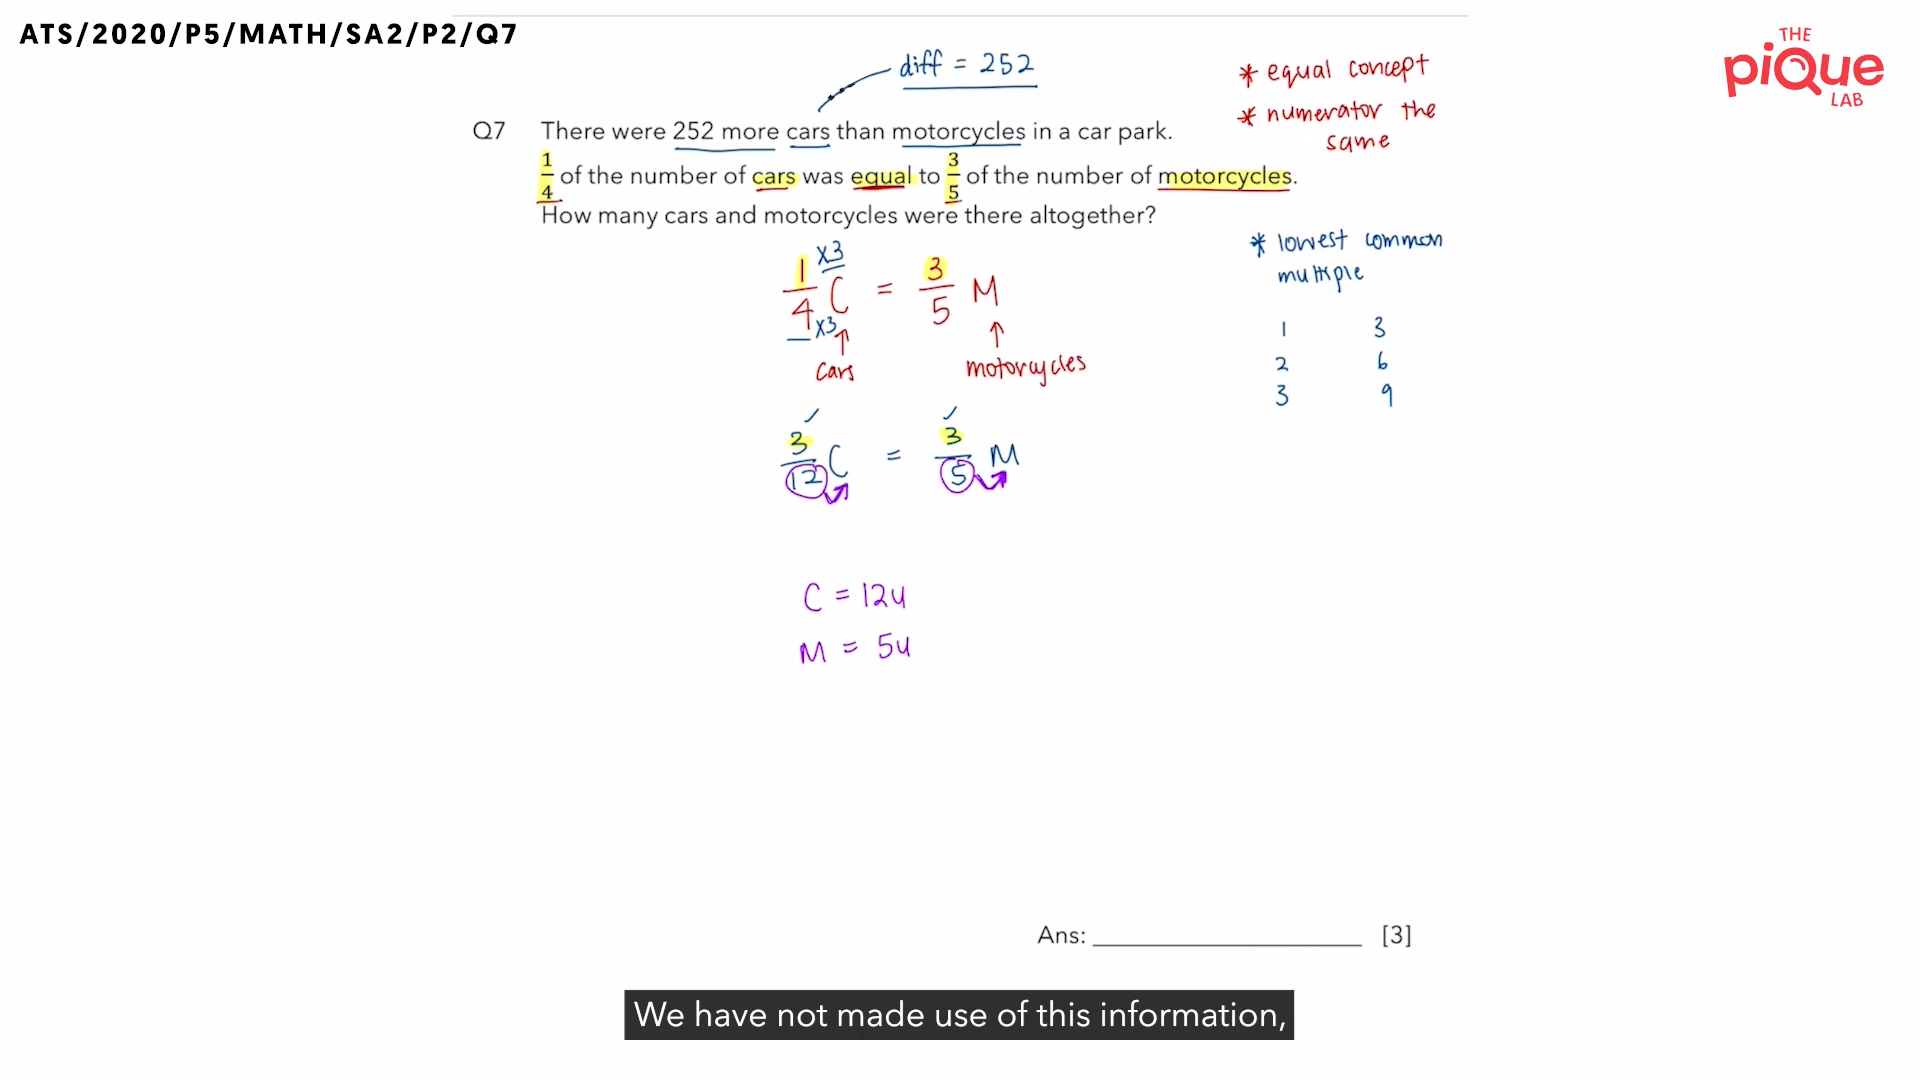 ATS/2020/P5/MATH/SA2/P2/Q7
THE
piQue
LAB
diff = 252
* equal concept
* numerator the
same
Q7 There were 252 more cars than motorcycles in a car park.
1/4 of the number of cars was equal to 3/5 of the number of motorcycles.
How many cars and motorcycles were there altogether?
* lowest common
multiple
x3
1/4 C = 3/5 M
x3
cars motorcycles
1 3
2 6
3 9
3/12 C = 3/5 M
C = 12u
M = 5u
Ans: ____________________ [3]
We have not made use of this information,